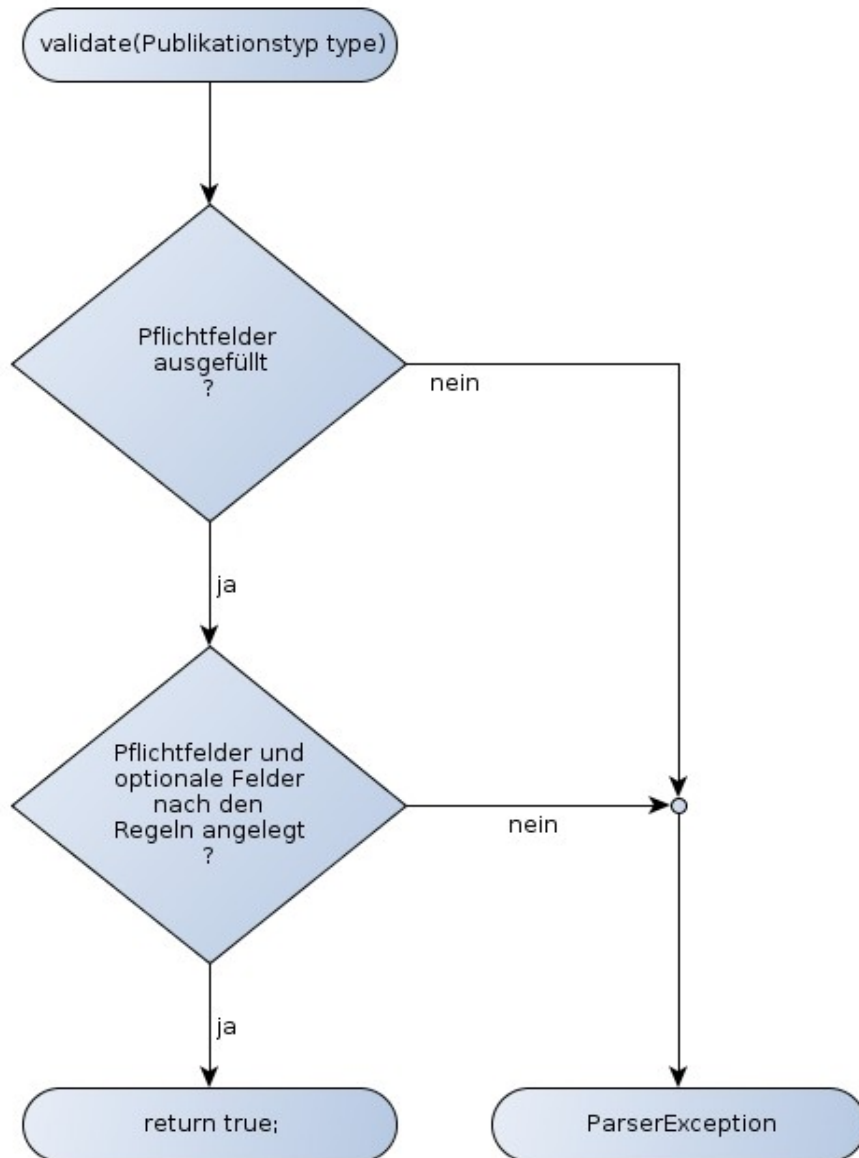 validate(Publikationstyp type)
Pflichtfelder
ausgefüllt
?
nein
ja
Pflichtfelder und
optionale Felder
nach den
Regeln angelegt
?
nein
ja
return true;
ParserException